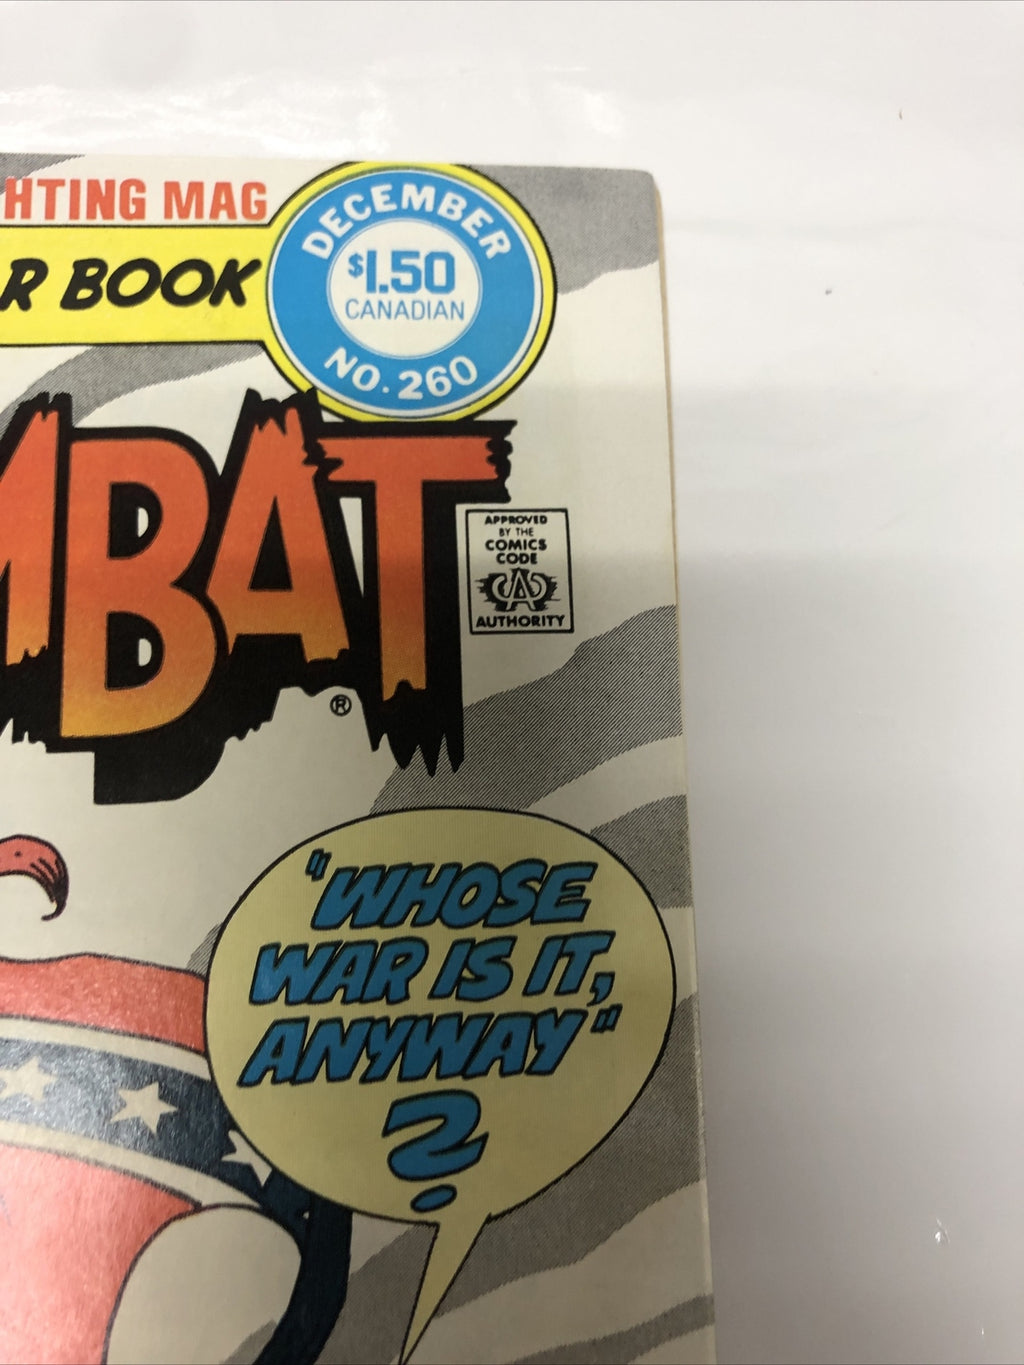 HTING MAG
R BOOK
DECEMBER
$1.50
CANADIAN
NO. 260
MBAT
®
APPROVED
BY THE
COMICS
CODE
CA
AUTHORITY
"WHOSE
WAR IS IT,
ANYWAY"
?